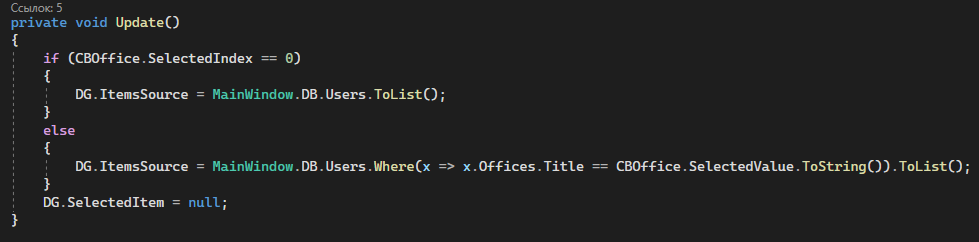 Ссылок: 5
private void Update()
{
if (CBOffice.SelectedIndex == 0)
{
DG.ItemsSource = MainWindow.DB.Users.ToList();
}
else
{
DG.ItemsSource = MainWindow.DB.Users.Where(x => x.Offices.Title == CBOffice.SelectedValue.ToString()).ToList();
}
DG.SelectedItem = null;
}